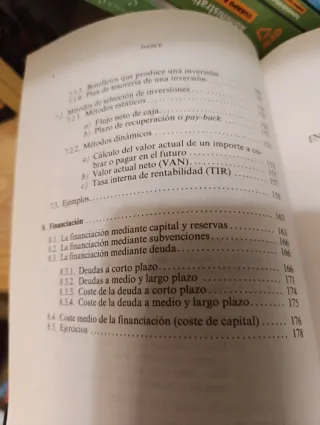 ÍNDICE
7.1.3. Beneficios que produce una inversión
7.1.4. Plan de tesorería de una inversión
7.2. Métodos de selección de inversiones
7.2.1. Métodos estáticos
a) Flujo neto de caja
b) Plazo de recuperación o pay-back
7.2.2. Métodos dinámicos
a) Cálculo del valor actual de un importe a co-
brar o pagar en el futuro
b) Valor actual neto (VAN)
c) Tasa interna de rentabilidad (TIR)
7.3. Ejemplos 159
8. Financiación
8.1. La financiación mediante capital y reservas 163
8.2. La financiación mediante subvenciones 166
8.3. La financiación mediante deuda 166
8.3.1. Deudas a corto plazo 166
8.3.2. Deudas a medio y largo plazo 171
8.3.3. Coste de la deuda a corto plazo 174
8.3.4. Coste de la deuda a medio y largo plazo 175
8.4. Coste medio de la financiación (coste de capital) 176
8.5. Ejercicios 178
EN